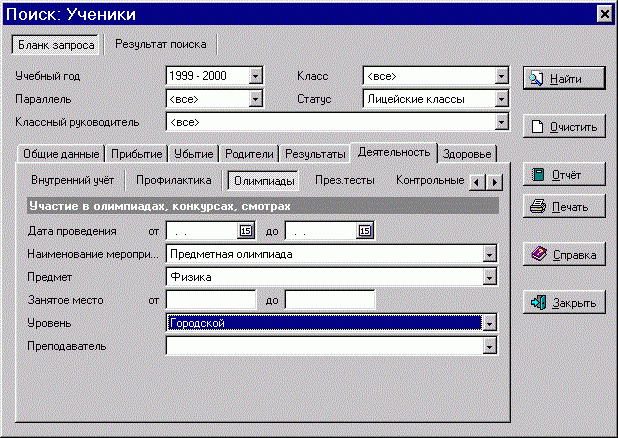 Поиск: Ученики
Бланк запроса Результат поиска
Учебный год 1999 - 2000 Класс <все> Найти
Параллель <все> Статус Лицейские классы
Классный руководитель <все> Очистить
Общие данные Прибытие Убытие Родители Результаты Деятельность Здоровье
Внутренний учёт Профилактика Олимпиады През.тесты Контрольные Отчёт
Участие в олимпиадах, конкурсах, смотрах Печать
Дата проведения от . . 15 до . . 15
Наименование меропри... Предметная олимпиада Справка
Предмет Физика
Занятое место от до Закрыть
Уровень Городской
Преподаватель